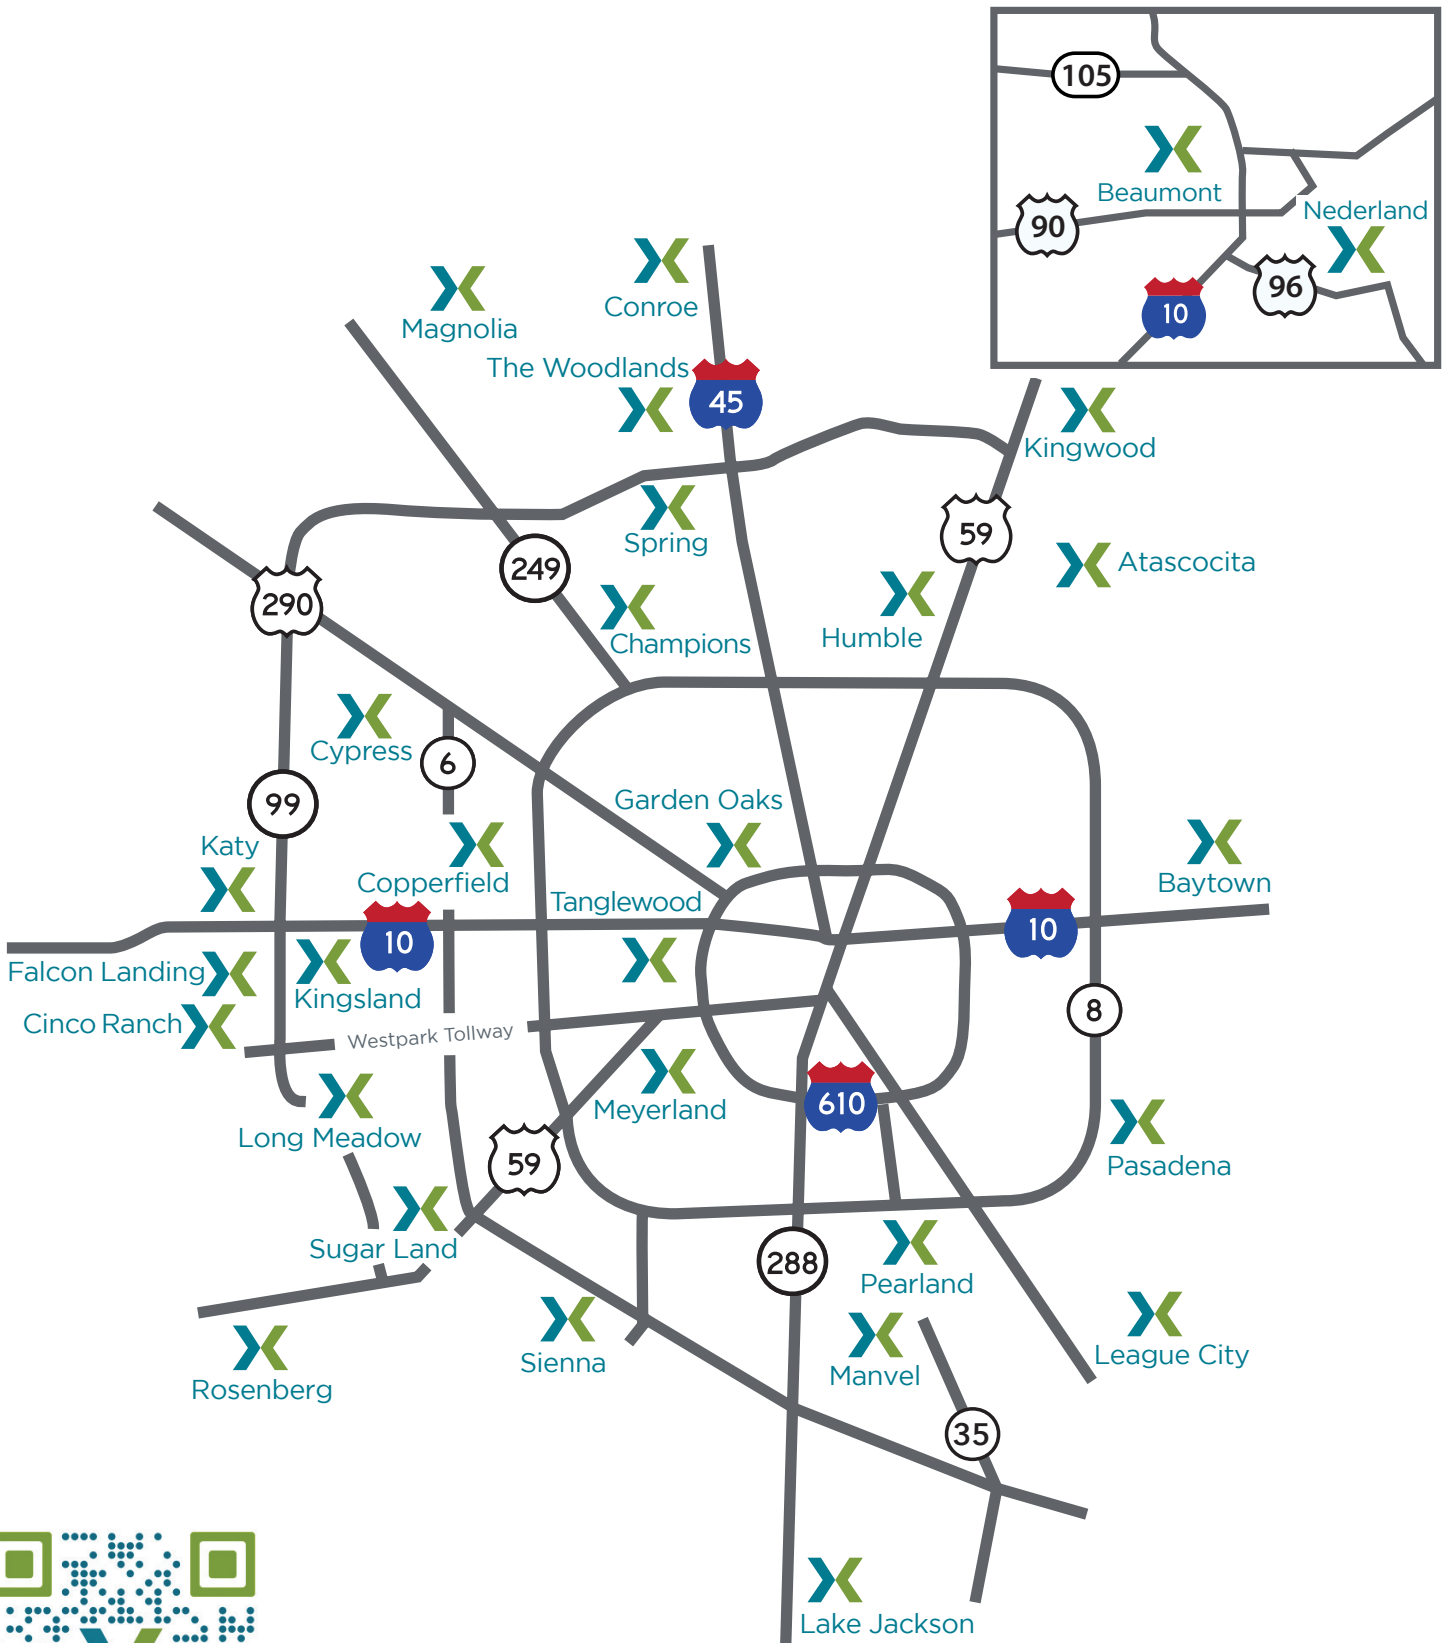 105
Beaumont
90
Nederland
96
10
Conroe
Magnolia
The Woodlands
45
Kingwood
Spring
59
249
Atascocita
290
Humble
Champions
Cypress
6
99
Garden Oaks
Katy
Copperfield
Baytown
Tanglewood
10
10
Falcon Landing
Kingsland
8
Cinco Ranch
Westpark Tollway
Meyerland
610
Long Meadow
59
Pasadena
Sugar Land
288
Pearland
Sienna
Manvel
League City
Rosenberg
35
Lake Jackson